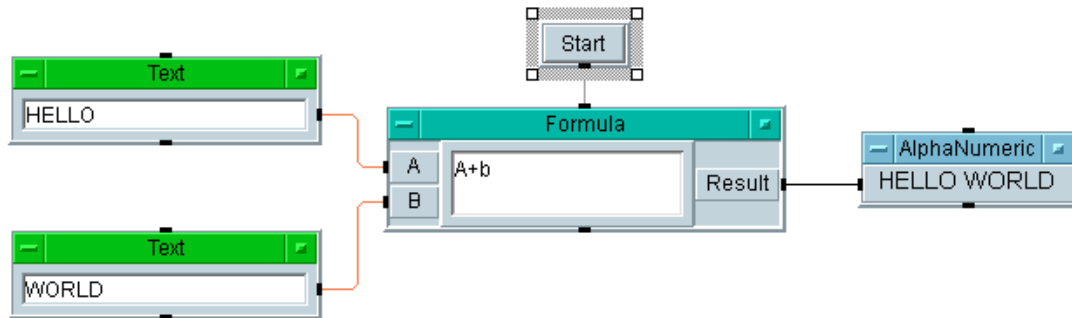 Start
Text
HELLO
Formula
A
A+b
B
Result
AlphaNumeric
HELLO WORLD
Text
WORLD